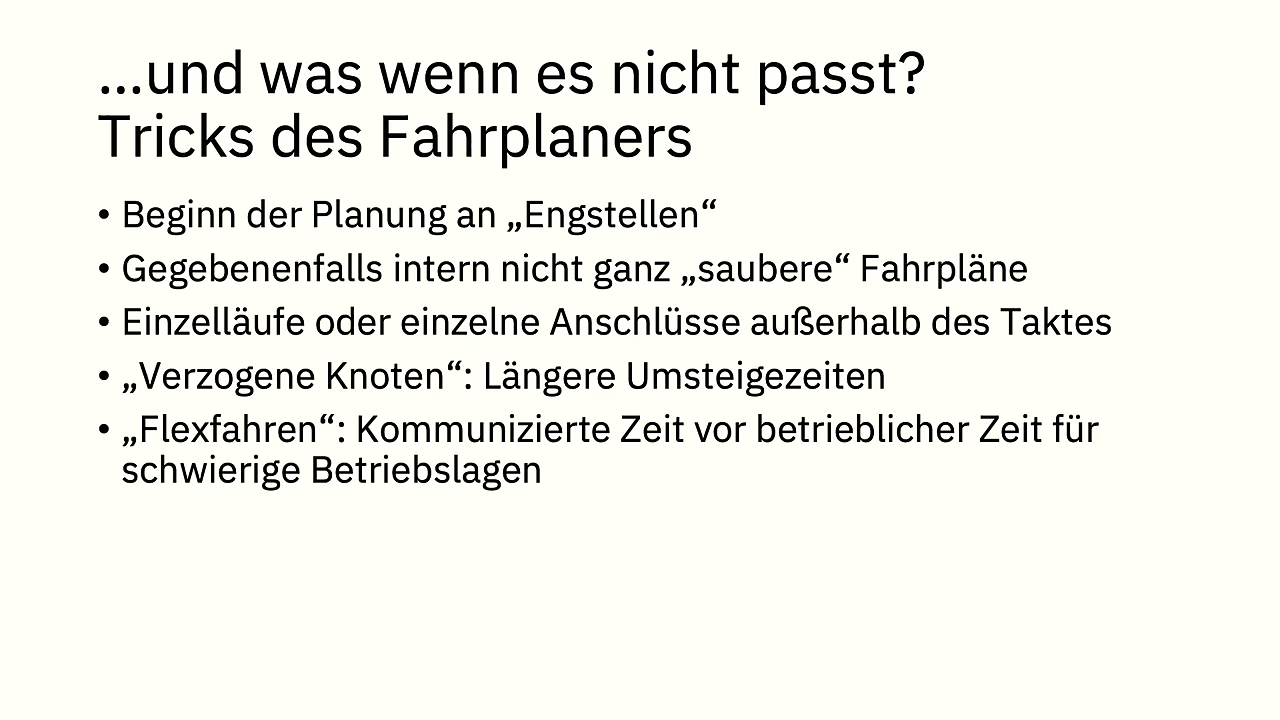 ...und was wenn es nicht passt?
Tricks des Fahrplaners
• Beginn der Planung an „Engstellen“
• Gegebenenfalls intern nicht ganz „saubere“ Fahrpläne
• Einzelläufe oder einzelne Anschlüsse außerhalb des Taktes
• „Verzogene Knoten“: Längere Umsteigezeiten
• „Flexfahren“: Kommunizierte Zeit vor betrieblicher Zeit für
schwierige Betriebslagen